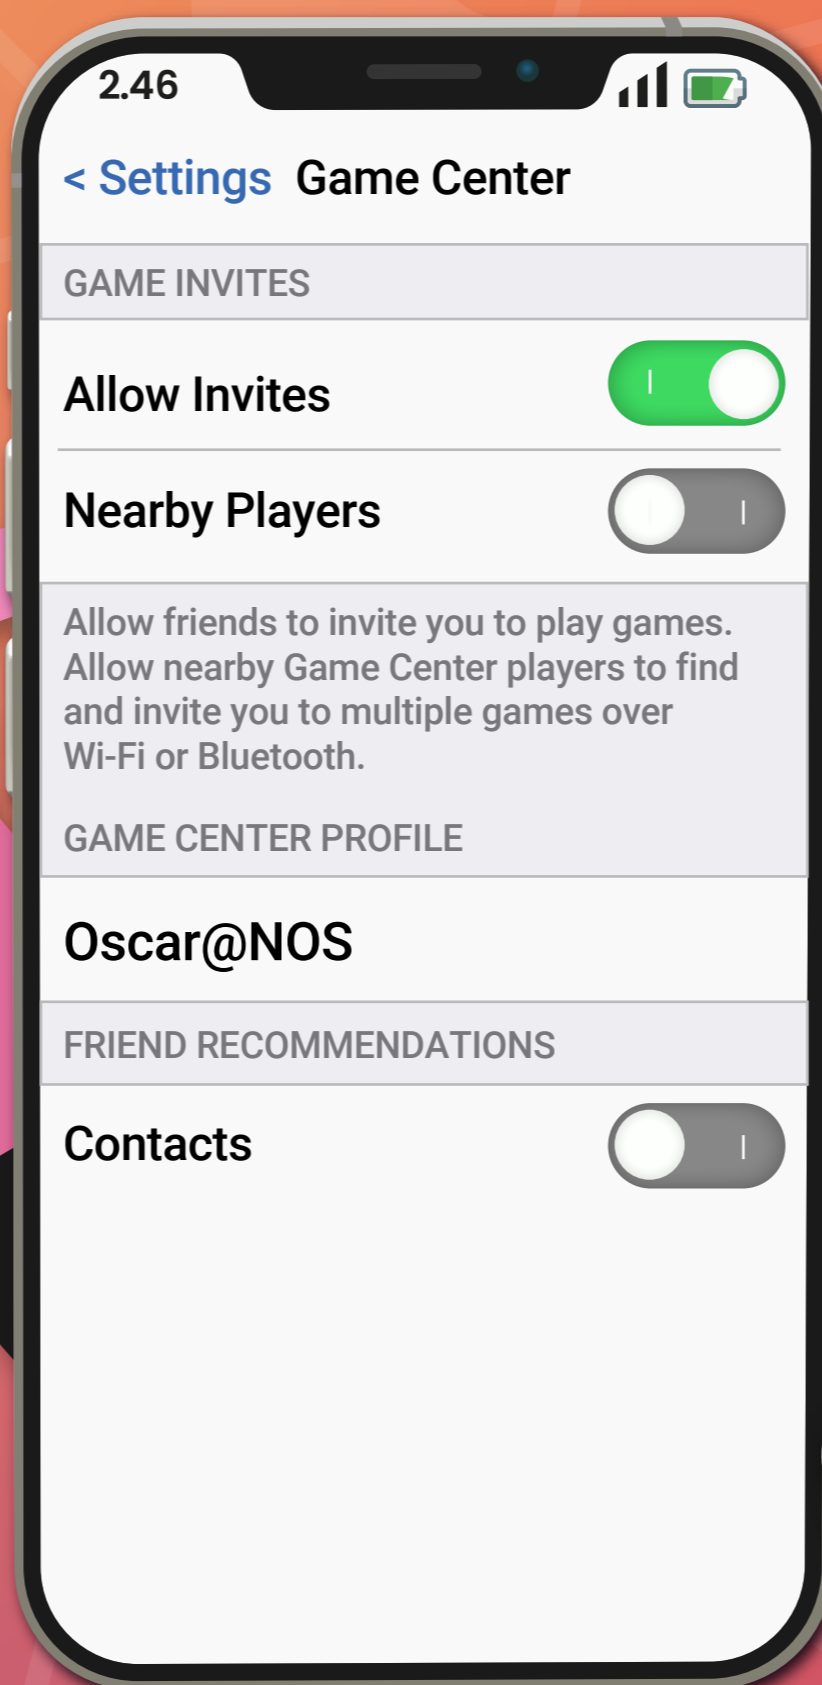 2.46
< Settings Game Center
GAME INVITES
Allow Invites
Nearby Players
Allow friends to invite you to play games.
Allow nearby Game Center players to find
and invite you to multiple games over
Wi-Fi or Bluetooth.
GAME CENTER PROFILE
Oscar@NOS
FRIEND RECOMMENDATIONS
Contacts